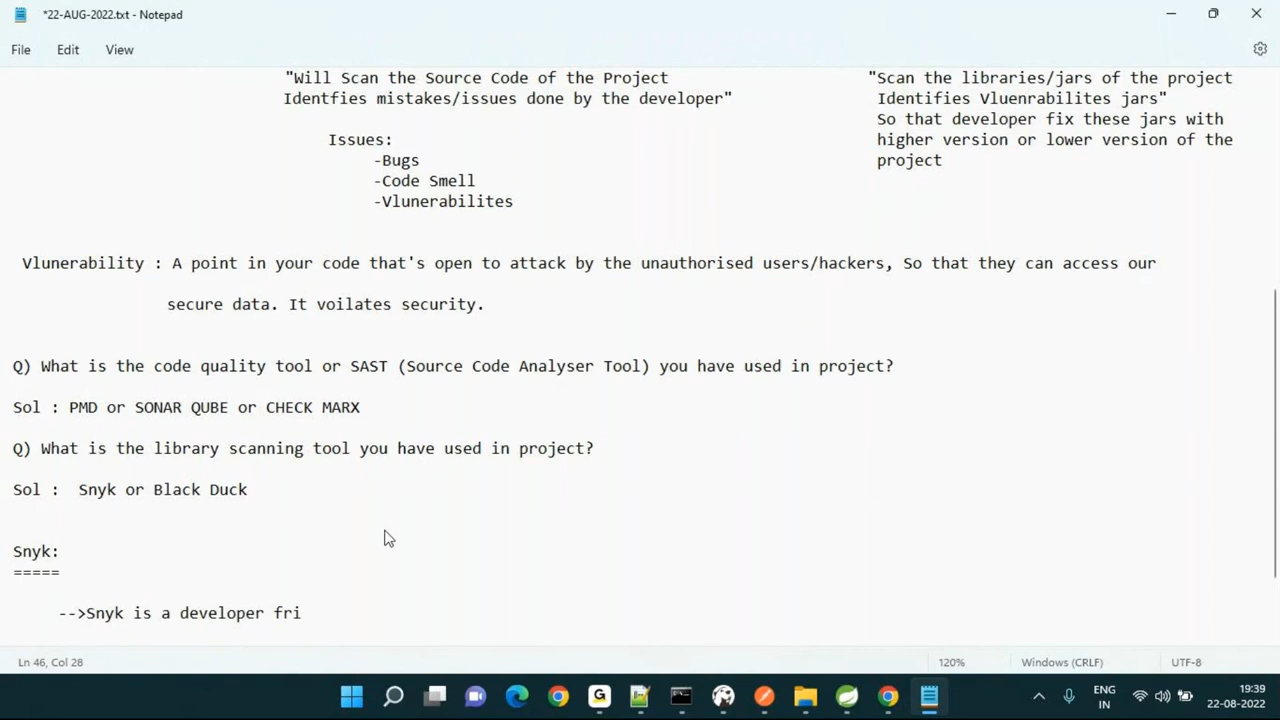 *22-AUG-2022.txt - Notepad
File Edit View
"Will Scan the Source Code of the Project
Identfies mistakes/issues done by the developer"
Issues:
-Bugs
-Code Smell
-Vlunerabilites
"Scan the libraries/jars of the project
Identifies Vluenrabilites jars"
So that developer fix these jars with
higher version or lower version of the
project
Vlunerability : A point in your code that's open to attack by the unauthorised users/hackers, So that they can access our
secure data. It voilates security.
Q) What is the code quality tool or SAST (Source Code Analyser Tool) you have used in project?
Sol : PMD or SONAR QUBE or CHECK MARX
Q) What is the library scanning tool you have used in project?
Sol :  Snyk or Black Duck
Snyk:
=====
-->Snyk is a developer fri
Ln 46, Col 28 120% Windows (CRLF) UTF-8
ENG
IN
19:39
22-08-2022